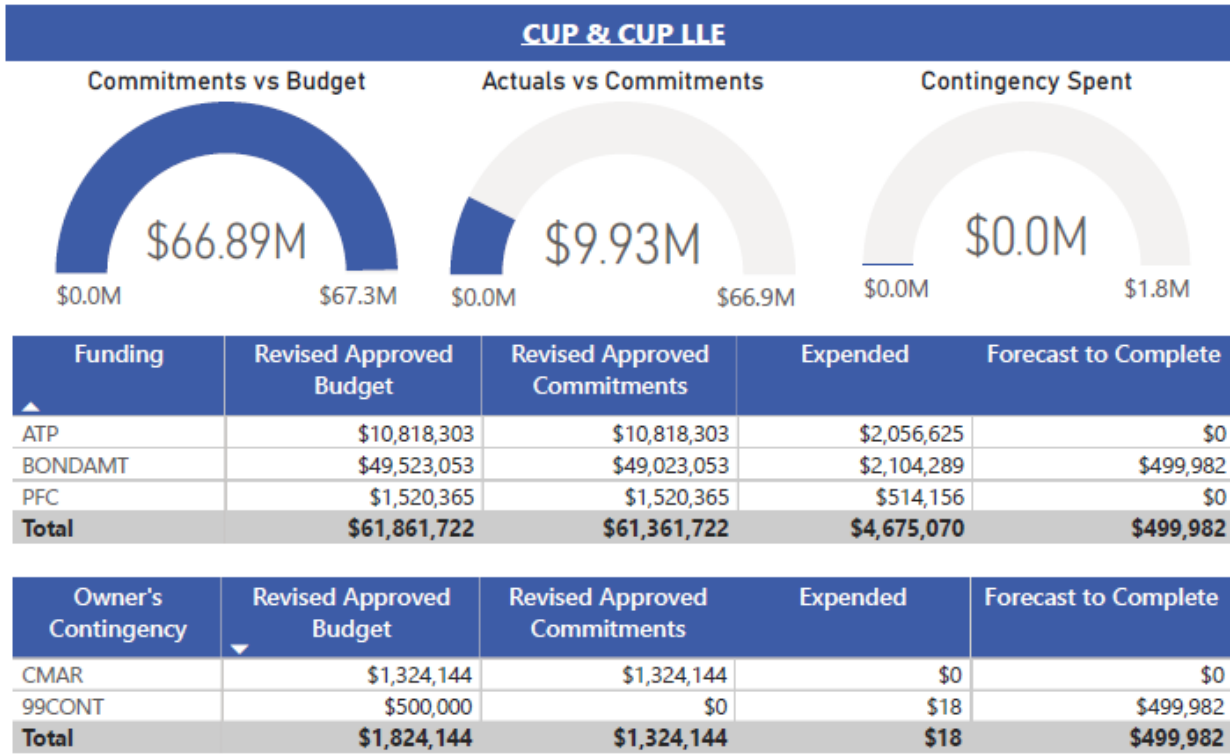 CUP & CUP LLE
Commitments vs Budget Actuals vs Commitments Contingency Spent
$66.89M $9.93M $0.0M
$0.0M $67.3M $0.0M $66.9M $0.0M $1.8M
Funding Revised Approved Budget Revised Approved Commitments Expended Forecast to Complete
ATP $10,818,303 $10,818,303 $2,056,625 $0
BONDAMT $49,523,053 $49,023,053 $2,104,289 $499,982
PFC $1,520,365 $1,520,365 $514,156 $0
Total $61,861,722 $61,361,722 $4,675,070 $499,982
Owner's Contingency Revised Approved Budget Revised Approved Commitments Expended Forecast to Complete
CMAR $1,324,144 $1,324,144 $0 $0
99CONT $500,000 $0 $18 $499,982
Total $1,824,144 $1,324,144 $18 $499,982